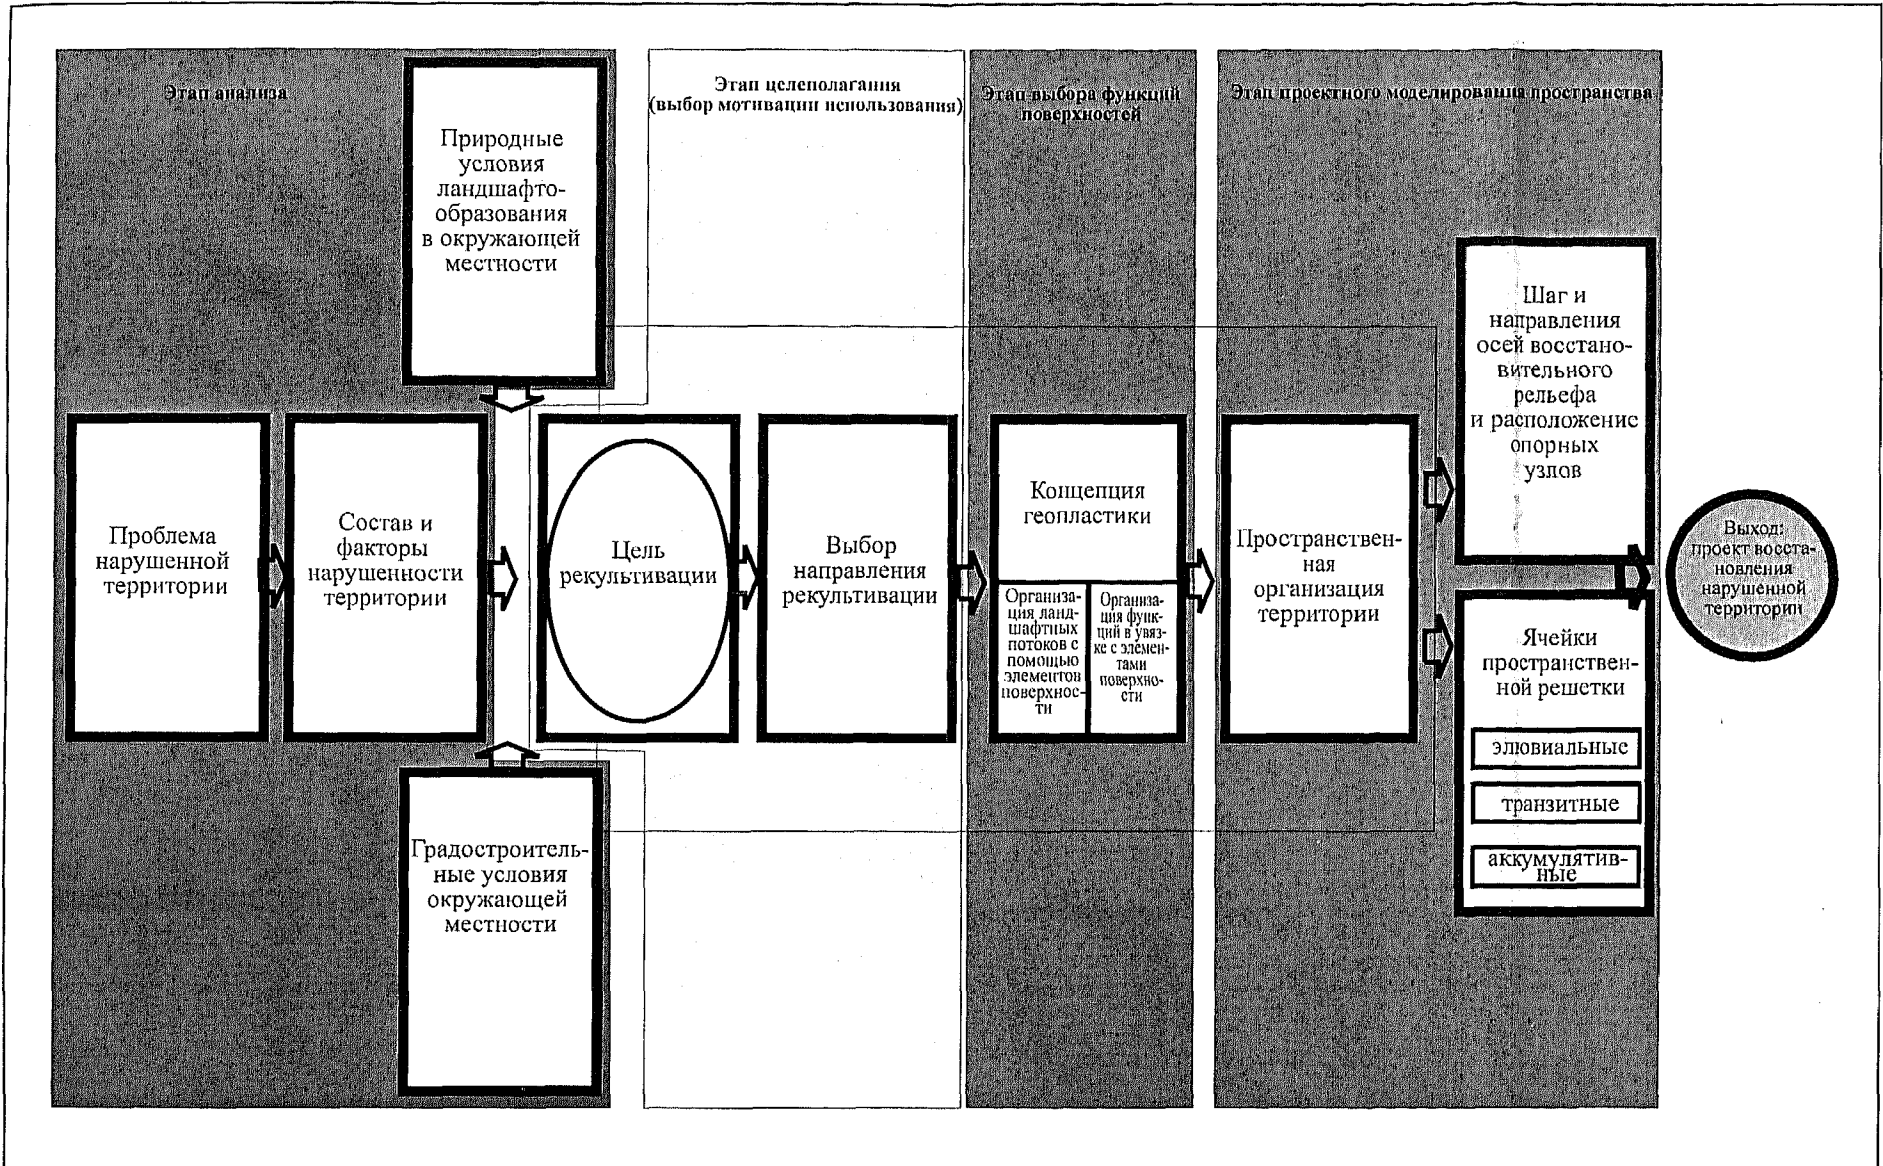 Этап анализа
Природные
условия
ландшафто-
образования
в окружающей
местности
Этап целеполагания
(выбор мотивации использования)
Этап выбора функций
поверхностей
Этап проектного моделирования пространства
Проблема
нарушенной
территории
Состав и
факторы
нарушенности
территории
Градостроитель-
ные условия
окружающей
местности
Цель
рекультивации
Выбор
направления
рекультивации
Концепция
геопластики
Организа-
ция ланд-
шафтных
потоков с
помощью
элементов
поверхнос-
ти
Организа-
ция функ-
ций в увяз-
ке с элемен-
тами
поверхно-
сти
Пространствен-
ная
организация
территории
Шаг и
направления
осей восстано-
вительного
рельефа
и расположение
опорных
узлов
Ячейки
пространствен-
ной решетки
элювиальные
транзитные
аккумулятив-
ные
Выход:
проект восста-
новления
нарушенной
территории